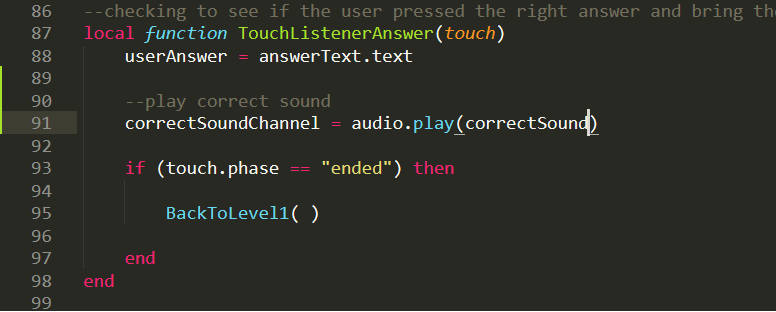 86 --checking to see if the user pressed the right answer and bring the
87 local function TouchListenerAnswer(touch)
88 userAnswer = answerText.text
89
90 --play correct sound
91 correctSoundChannel = audio.play(correctSound)
92
93 if (touch.phase == "ended") then
94
95 BackToLevel1( )
96
97 end
98 end
99